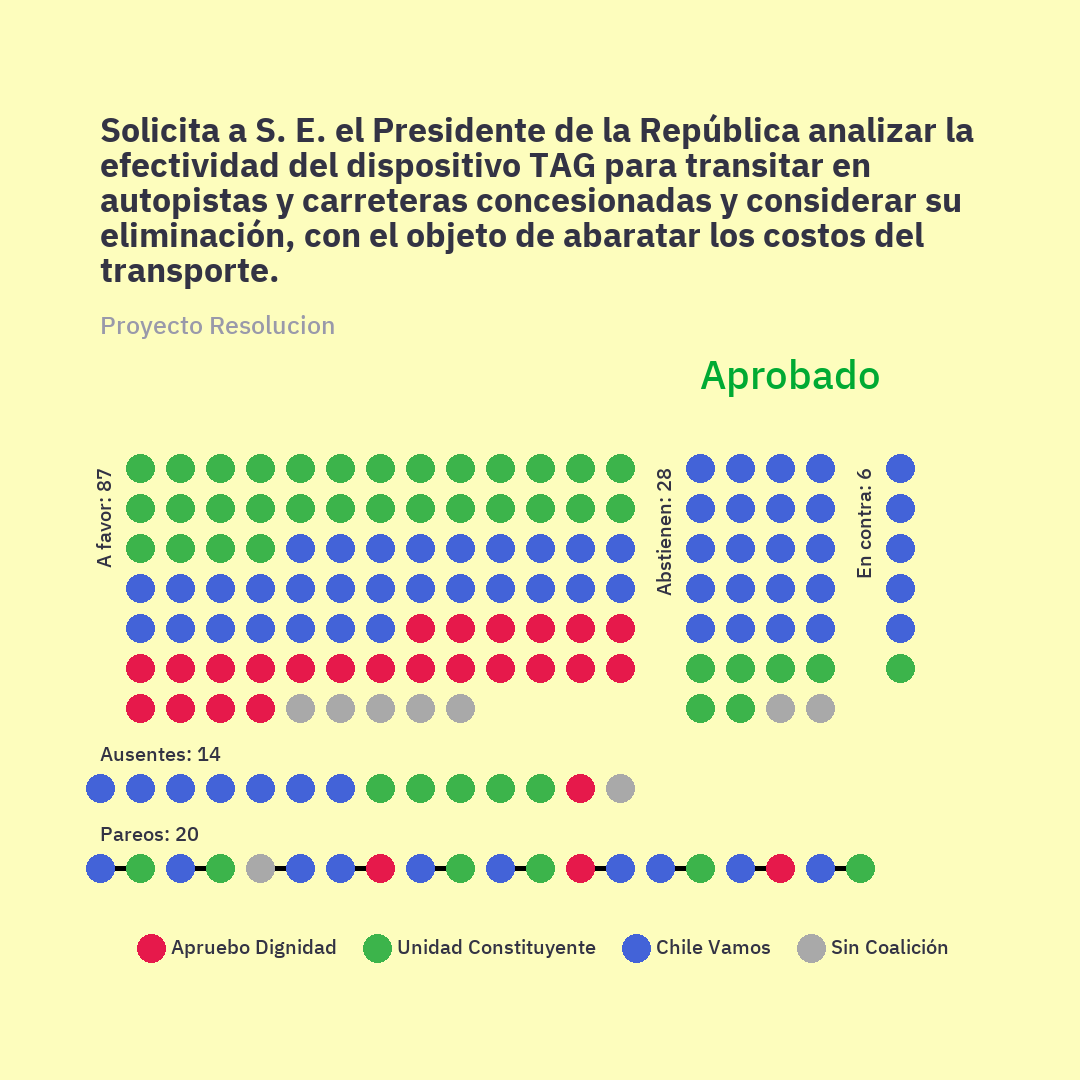 Solicita a S. E. el Presidente de la República analizar la
efectividad del dispositivo TAG para transitar en
autopistas y carreteras concesionadas y considerar su
eliminación, con el objeto de abaratar los costos del
transporte.
Proyecto Resolucion
Aprobado
A favor: 87
Abstienen: 28
En contra: 6
Ausentes: 14
Pareos: 20
Apruebo Dignidad
Unidad Constituyente
Chile Vamos
Sin Coalición